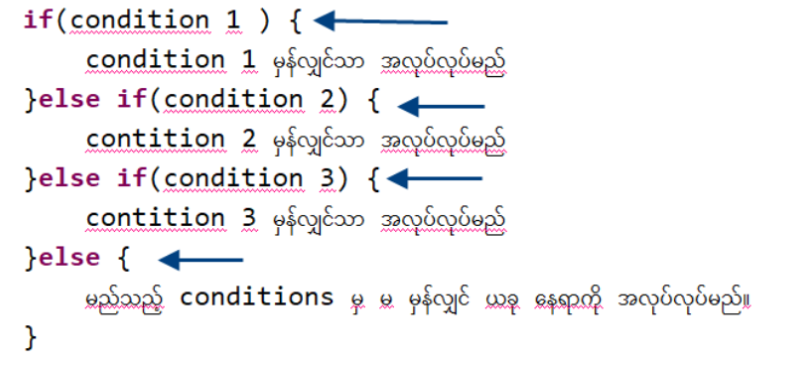 if(condition 1 ) {
condition 1 မှန်လျှင်သာ အလုပ်လုပ်မည်
}else if(condition 2) {
contition 2 မှန်လျှင်သာ အလုပ်လုပ်မည်
}else if(condition 3) {
contition 3 မှန်လျှင်သာ အလုပ်လုပ်မည်
}else {
မည်သည့် conditions မှ မ မှန်လျှင် ယခု နေရာကို အလုပ်လုပ်မည်။
}